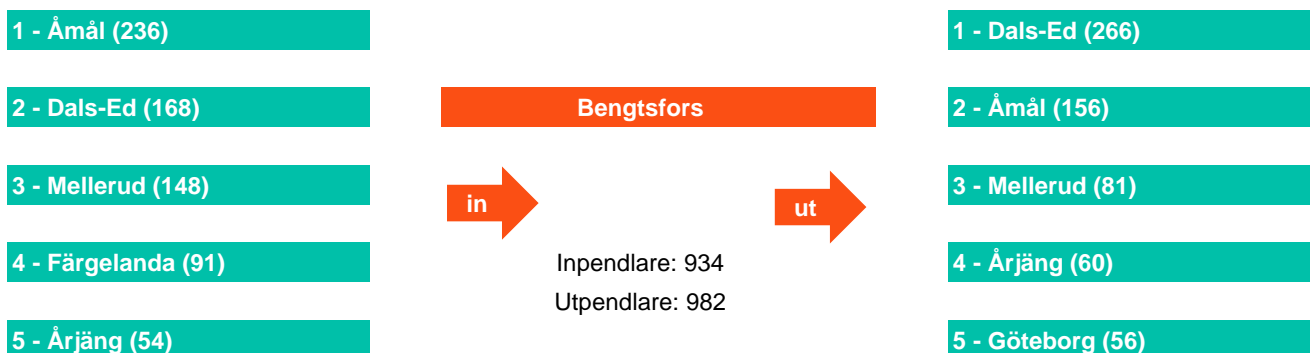 1 - Åmål (236)
2 - Dals-Ed (168)
3 - Mellerud (148)
4 - Färgelanda (91)
5 - Årjäng (54)
Bengtsfors
in
ut
Inpendlare: 934
Utpendlare: 982
1 - Dals-Ed (266)
2 - Åmål (156)
3 - Mellerud (81)
4 - Årjäng (60)
5 - Göteborg (56)